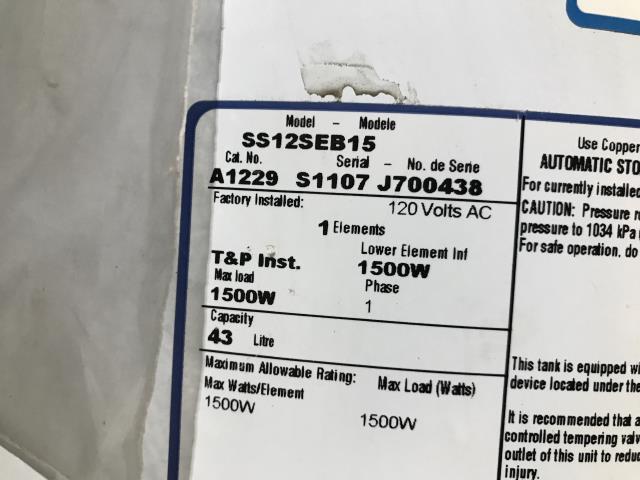 Model - Modele
SS12SEB15
Cat. No. Serial - No. de Serie
A1229 S1107 J700438
Factory Installed: 120 Volts AC
1 Elements
Lower Element Inf
T&P Inst. 1500W
Max load Phase
1500W 1
Capacity
43 Litre
Maximum Allowable Rating:
Max Watts/Element Max Load (Watts)
1500W 1500W
Use Copper
AUTOMATIC STO
For currently installe
CAUTION: Pressure r
pressure to 1034 kPa
For safe operation, do
This tank is equipped wi
device located under the
It is recommended that a
controlled tempering valv
outlet of this unit to reduc
injury.